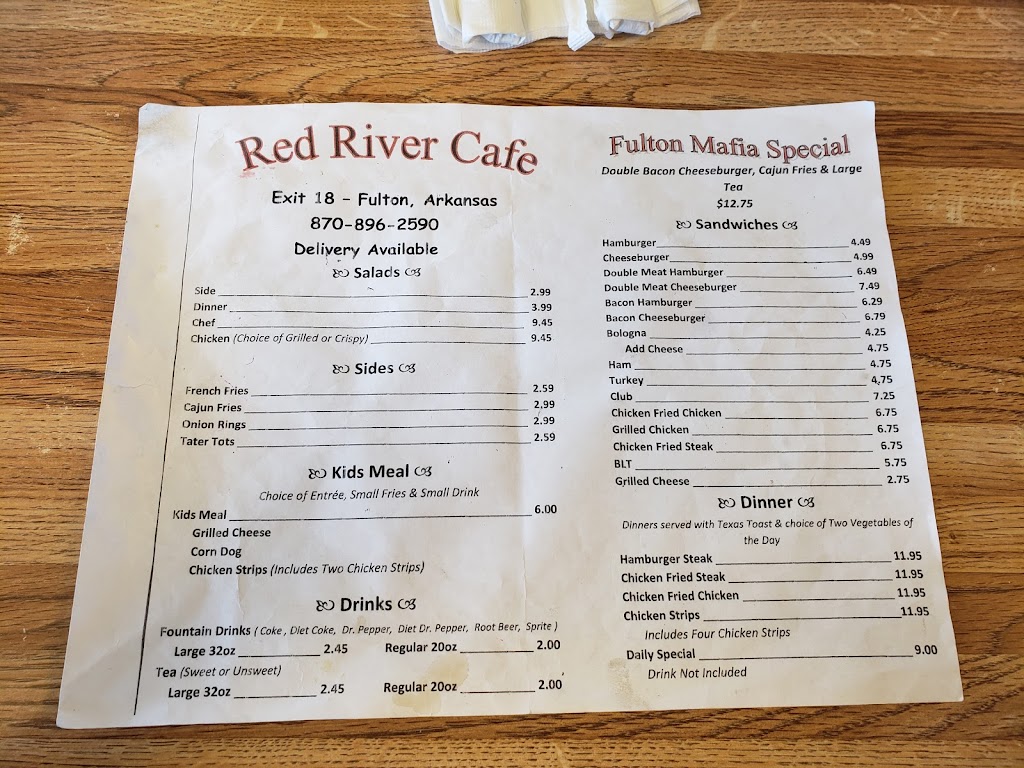 Red River Cafe
Exit 18 - Fulton, Arkansas
870-896-2590
Delivery Available
Salads
Side 2.99
Dinner 3.99
Chef 9.45
Chicken (Choice of Grilled or Crispy) 9.45
Sides
French Fries 2.59
Cajun Fries 2.99
Onion Rings 2.99
Tater Tots 2.59
Kids Meal
Choice of Entrée, Small Fries & Small Drink
Kids Meal 6.00
Grilled Cheese
Corn Dog
Chicken Strips (Includes Two Chicken Strips)
Drinks
Fountain Drinks (Coke, Diet Coke, Dr. Pepper, Diet Dr. Pepper, Root Beer, Sprite)
Large 32oz 2.45 Regular 20oz 2.00
Tea (Sweet or Unsweet)
Large 32oz 2.45 Regular 20oz 2.00
Fulton Mafia Special
Double Bacon Cheeseburger, Cajun Fries & Large
Tea
$12.75
Sandwiches
Hamburger 4.49
Cheeseburger 4.99
Double Meat Hamburger 6.49
Double Meat Cheeseburger 7.49
Bacon Hamburger 6.29
Bacon Cheeseburger 6.79
Bologna 4.25
Add Cheese 4.75
Ham 4.75
Turkey 4,75
Club 7.25
Chicken Fried Chicken 6.75
Grilled Chicken 6.75
Chicken Fried Steak 6.75
BLT 5.75
Grilled Cheese 2.75
Dinner
Dinners served with Texas Toast & choice of Two Vegetables of
the Day
Hamburger Steak 11.95
Chicken Fried Steak 11.95
Chicken Fried Chicken 11.95
Chicken Strips 11.95
Includes Four Chicken Strips
Daily Special 9.00
Drink Not Included